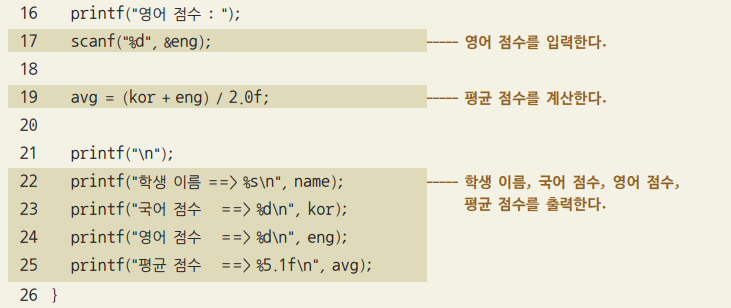 16 printf("영어 점수 : ");
17 scanf("%d", &eng); 영어 점수를 입력한다.
18
19 avg = (kor + eng) / 2.0f; 평균 점수를 계산한다.
20
21 printf("\n");
22 printf("학생 이름 ==> %s\n", name); 학생 이름, 국어 점수, 영어 점수,
23 printf("국어 점수 ==> %d\n", kor); 평균 점수를 출력한다.
24 printf("영어 점수 ==> %d\n", eng);
25 printf("평균 점수 ==> %5.1f\n", avg);
26 }